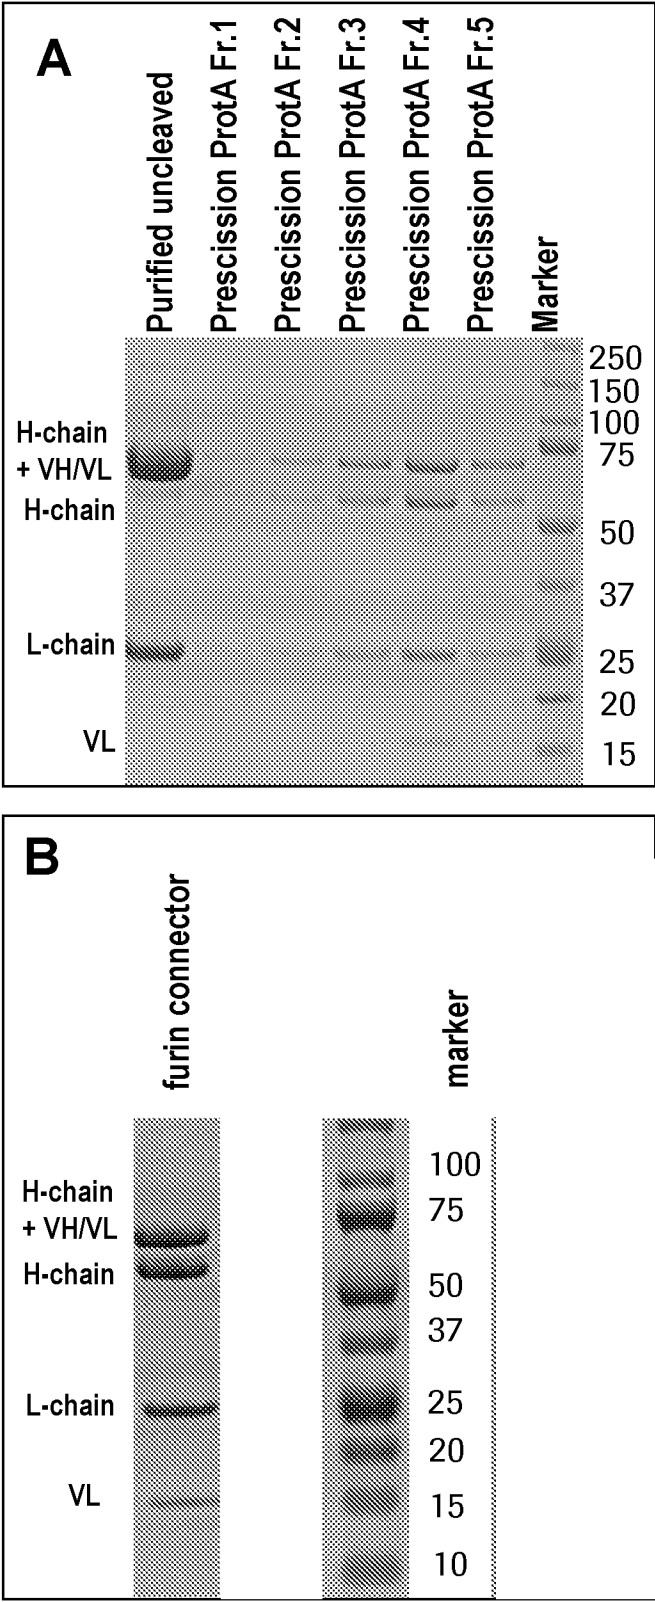 A
Purified uncleaved
Prescission ProtA Fr.1
Prescission ProtA Fr.2
Prescission ProtA Fr.3
Prescission ProtA Fr.4
Prescission ProtA Fr.5
Marker
250
150
100
H-chain
+ VH/VL
75
H-chain
50
37
L-chain
25
20
VL
15
B
furin connector
marker
100
H-chain
75
+ VH/VL
H-chain
50
37
L-chain
25
20
VL
15
10